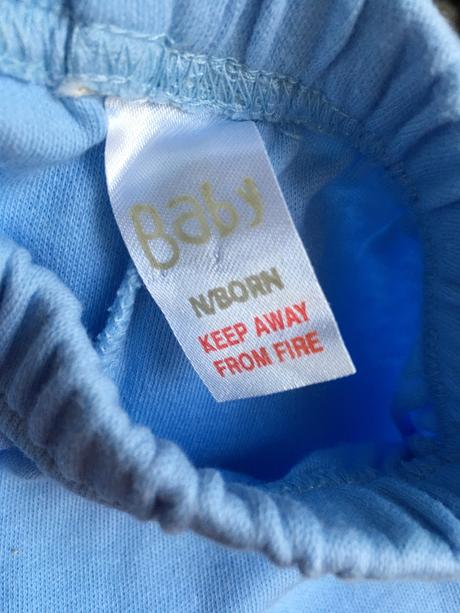 Baby
N/BORN
KEEP AWAY
FROM FIRE